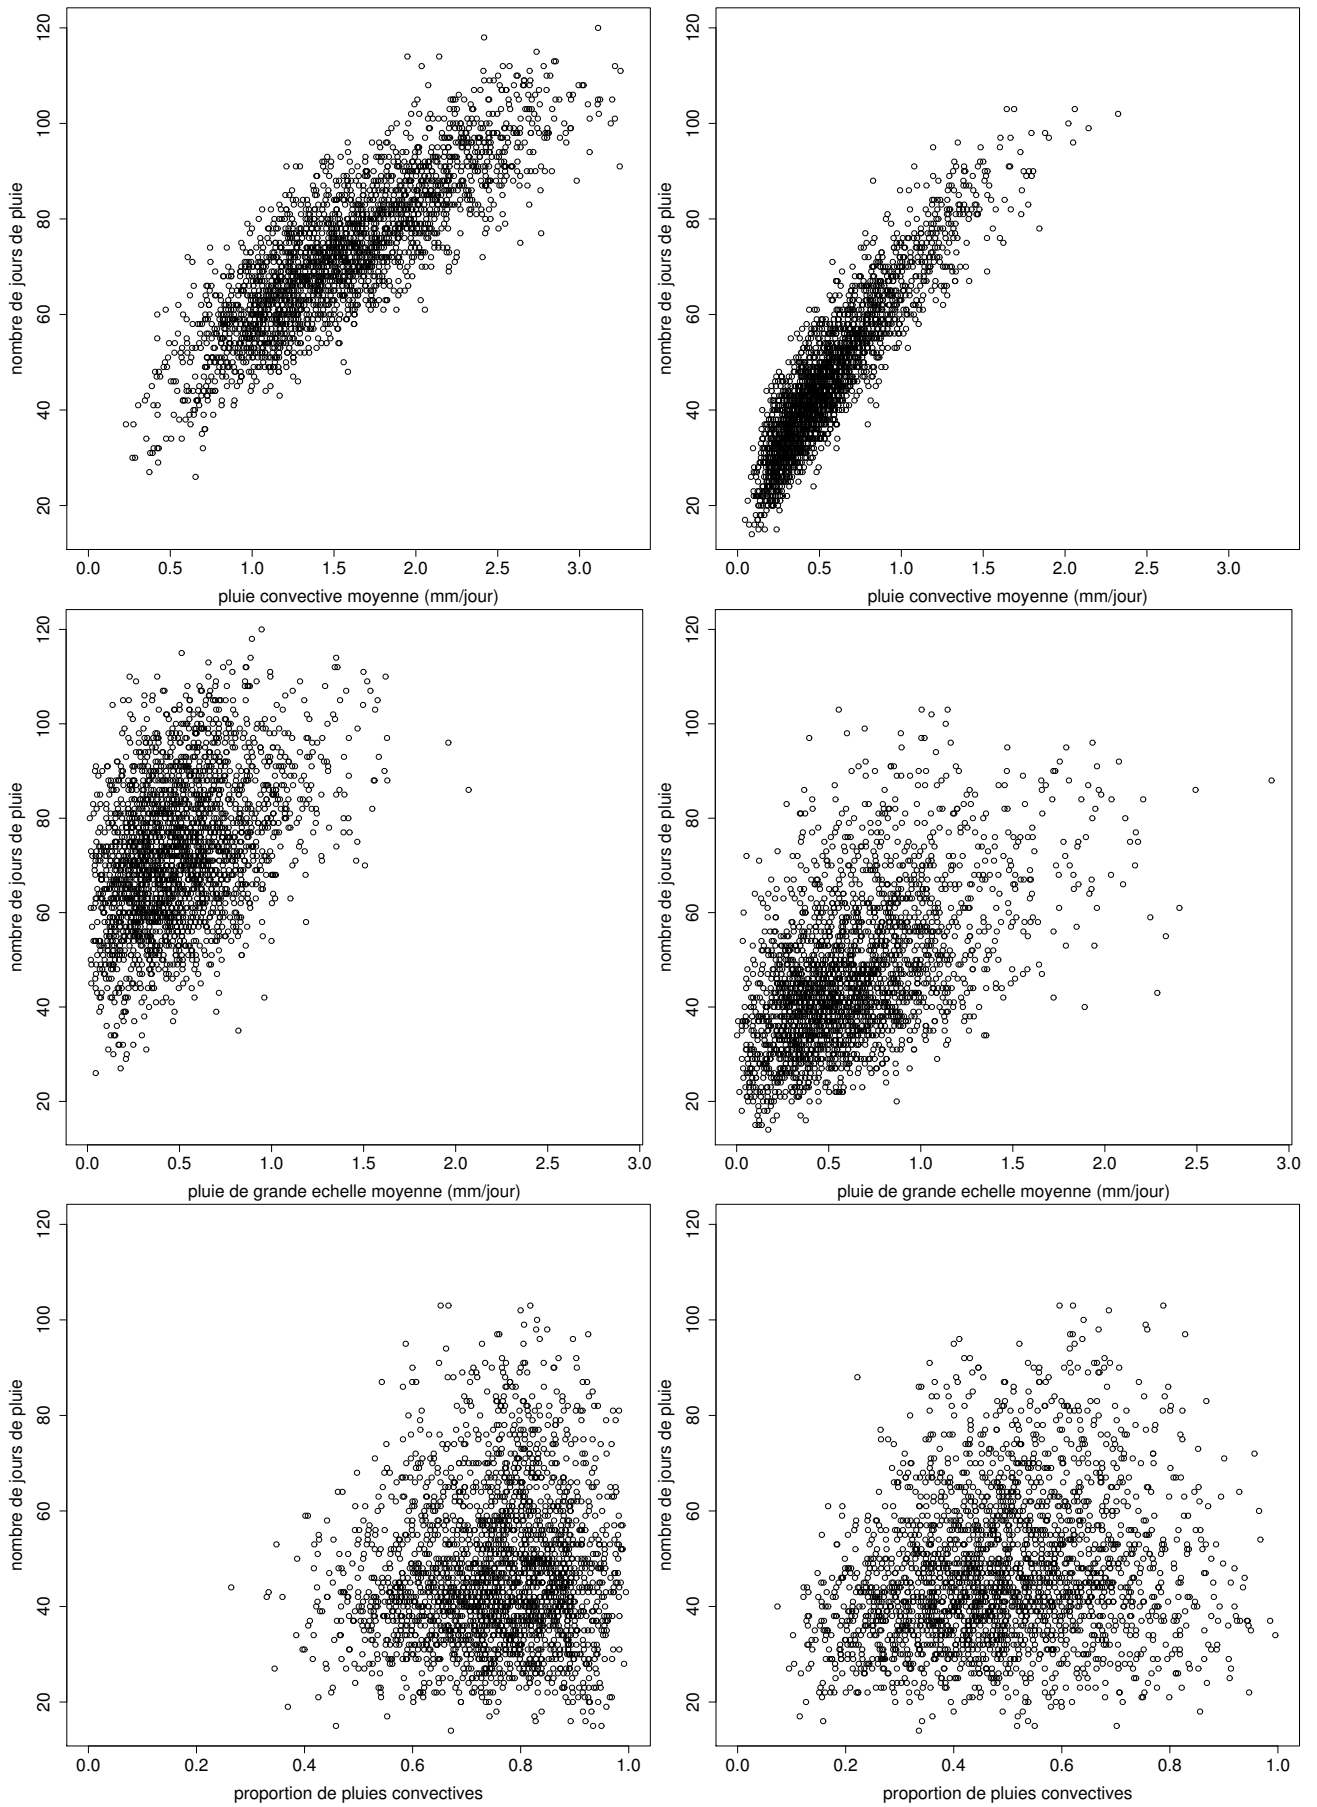 120
100
80
60
40
20
nombre de jours de pluie
0.0 0.5 1.0 1.5 2.0 2.5 3.0
pluie convective moyenne (mm/jour)
120
100
80
60
40
20
nombre de jours de pluie
0.0 0.5 1.0 1.5 2.0 2.5 3.0
pluie convective moyenne (mm/jour)
120
100
80
60
40
20
nombre de jours de pluie
0.0 0.5 1.0 1.5 2.0 2.5 3.0
pluie de grande echelle moyenne (mm/jour)
120
100
80
60
40
20
nombre de jours de pluie
0.0 0.5 1.0 1.5 2.0 2.5 3.0
pluie de grande echelle moyenne (mm/jour)
120
100
80
60
40
20
nombre de jours de pluie
0.0 0.2 0.4 0.6 0.8 1.0
proportion de pluies convectives
120
100
80
60
40
20
nombre de jours de pluie
0.0 0.2 0.4 0.6 0.8 1.0
proportion de pluies convectives